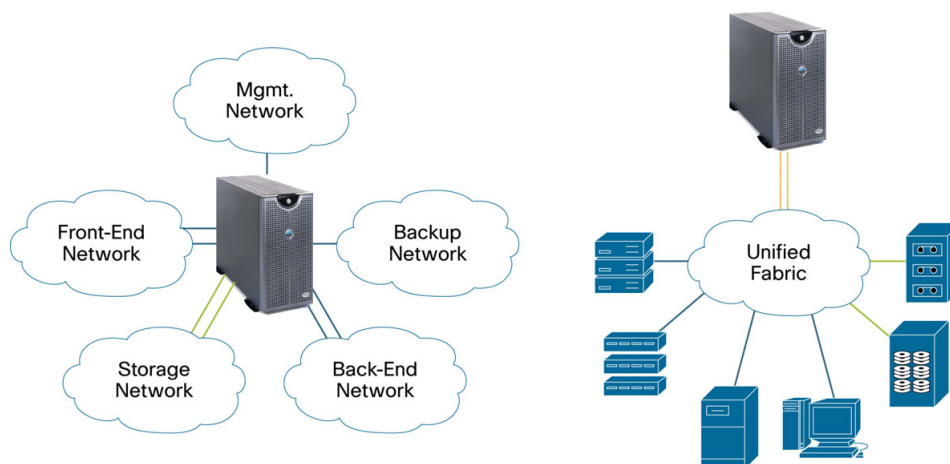 Mgmt.
Network
Front-End
Network
Backup
Network
Storage
Network
Back-End
Network
Unified
Fabric